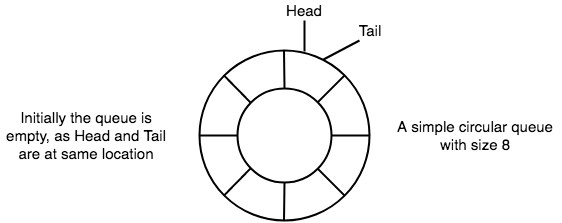 Head
Tail
Initially the queue is
empty, as Head and Tail
are at same location
A simple circular queue
with size 8